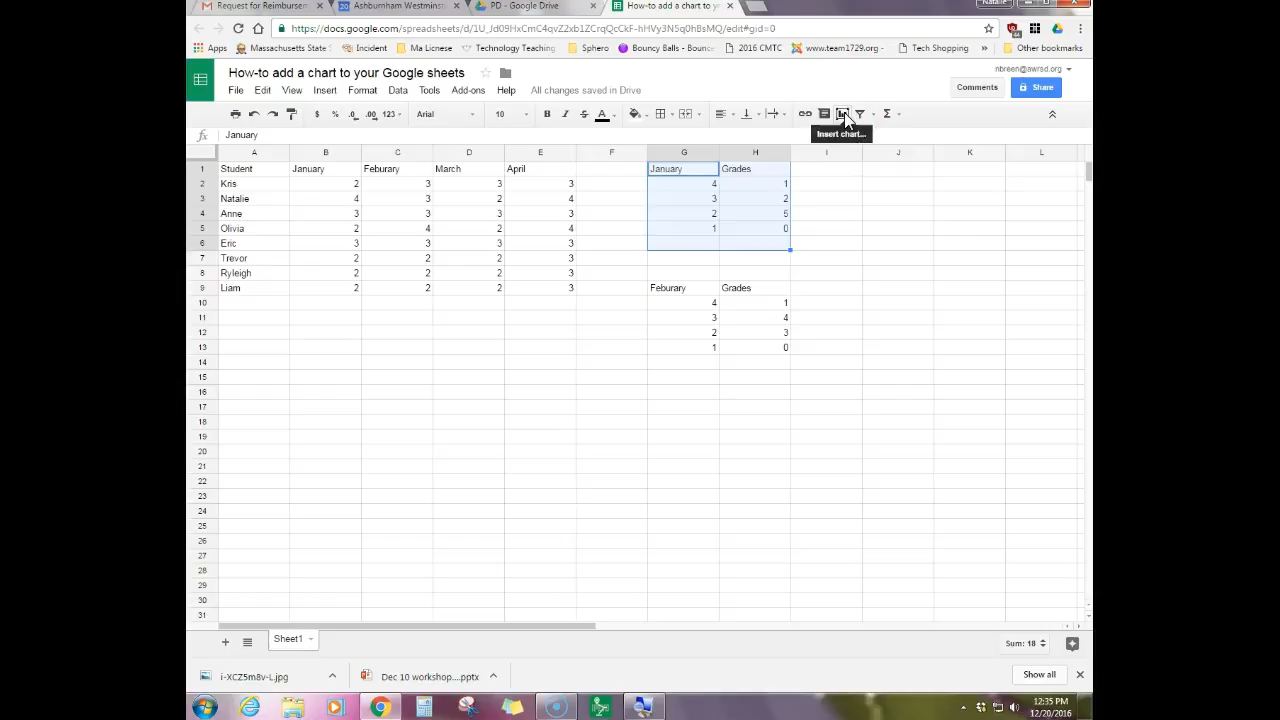 Request for Reimbursem
Ashburnham Westminst
PD - Google Drive
How-to add a chart to yo
Natalie
https://docs.google.com/spreadsheets/d/1U_Jd09HxCmC4qvZ2xb1ZCrqQcCkF-hHVy3N5q0hBsMQ/edit#gid=0
Apps Massachusetts State Incident Ma Licnese Technology Teaching Sphero Bouncy Balls - Bounce 2016 CMTC www.team1729.org - Tech Shopping » Other bookmarks
How-to add a chart to your Google sheets
nbreen@awrsd.org
File Edit View Insert Format Data Tools Add-ons Help All changes saved in Drive
Comments Share
$ % .0 .00 123 Arial 10 B I S A Σ
fx January
Insert chart...
A B C D E F G H I J K L
1 Student January Feburary March April January Grades
2 Kris 2 3 3 3 4 1
3 Natalie 4 3 2 4 3 2
4 Anne 3 3 3 3 2 5
5 Olivia 2 4 2 4 1 0
6 Eric 3 3 3 3
7 Trevor 2 2 2 3
8 Ryleigh 2 2 2 3
9 Liam 2 2 2 3 Feburary Grades
10 4 1
11 3 4
12 2 3
13 1 0
14
15
16
17
18
19
20
21
22
23
24
25
26
27
28
29
30
31
Sheet1
Sum: 18
i-XCZ5m8v-L.jpg
Dec 10 workshop....pptx
Show all
12:35 PM
12/20/2016